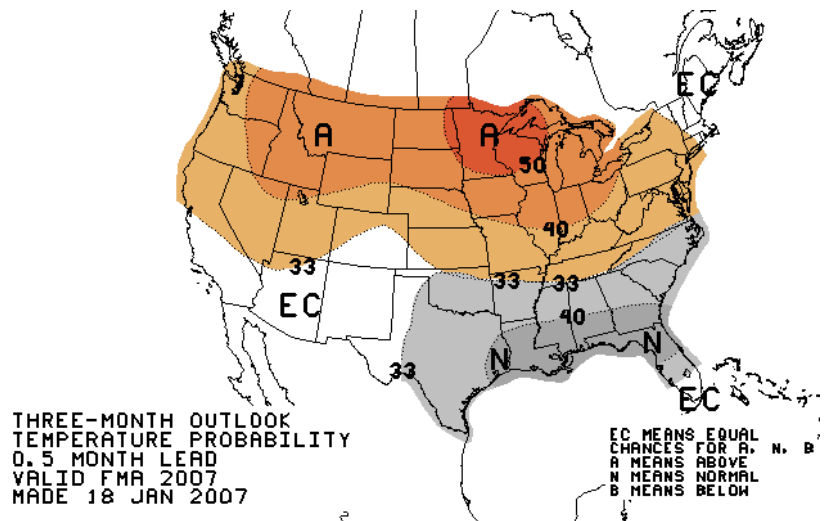 EC
A
A
50
40
33
33
33
EC
40
N
N
33
EC
THREE-MONTH OUTLOOK
TEMPERATURE PROBABILITY
0.5 MONTH LEAD
VALID FMA 2007
MADE 18 JAN 2007
EC MEANS EQUAL
CHANCES FOR A, N, B
A MEANS ABOVE
N MEANS NORMAL
B MEANS BELOW